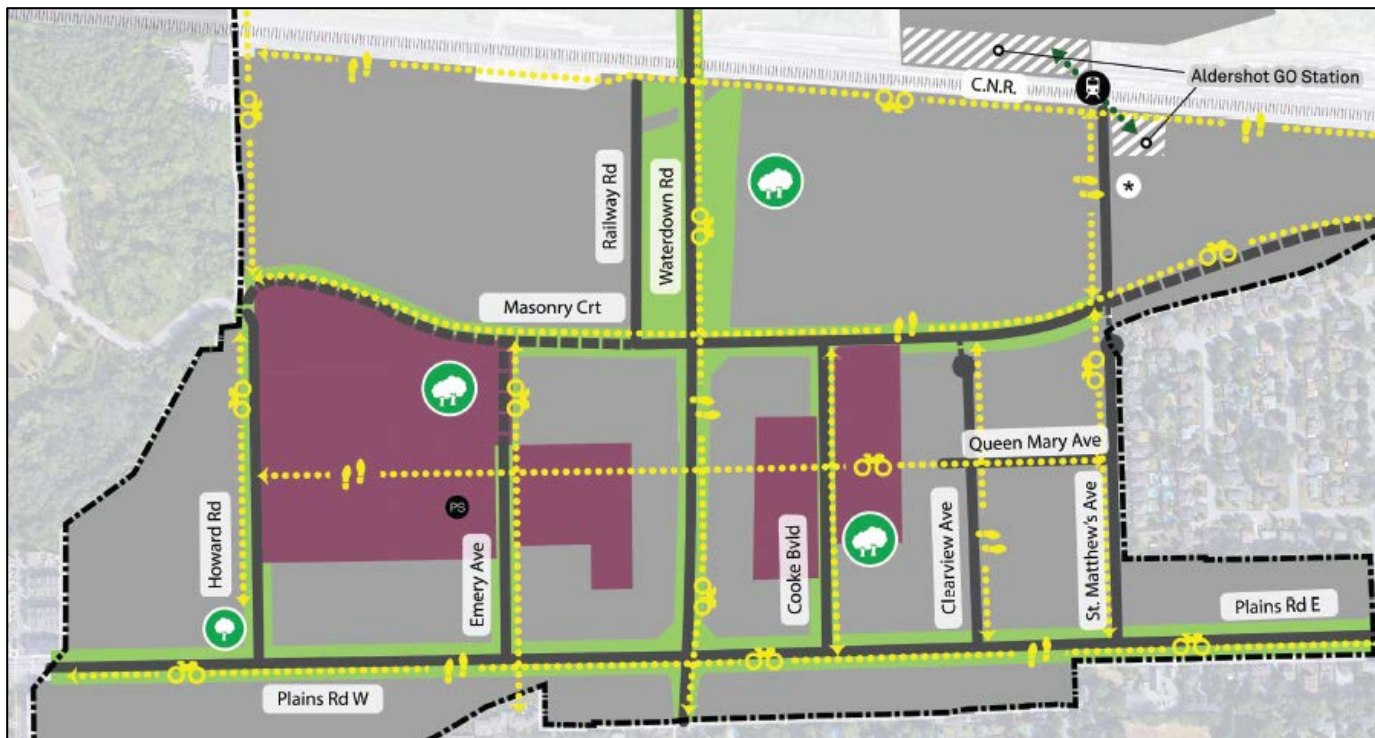 Aldershot GO Station
C.N.R.
*
Railway Rd
Waterdown Rd
Masonry Crt
Queen Mary Ave
PS
Howard Rd
Emery Ave
Cooke Bvld
Clearview Ave
St. Matthew's Ave
Plains Rd E
Plains Rd W